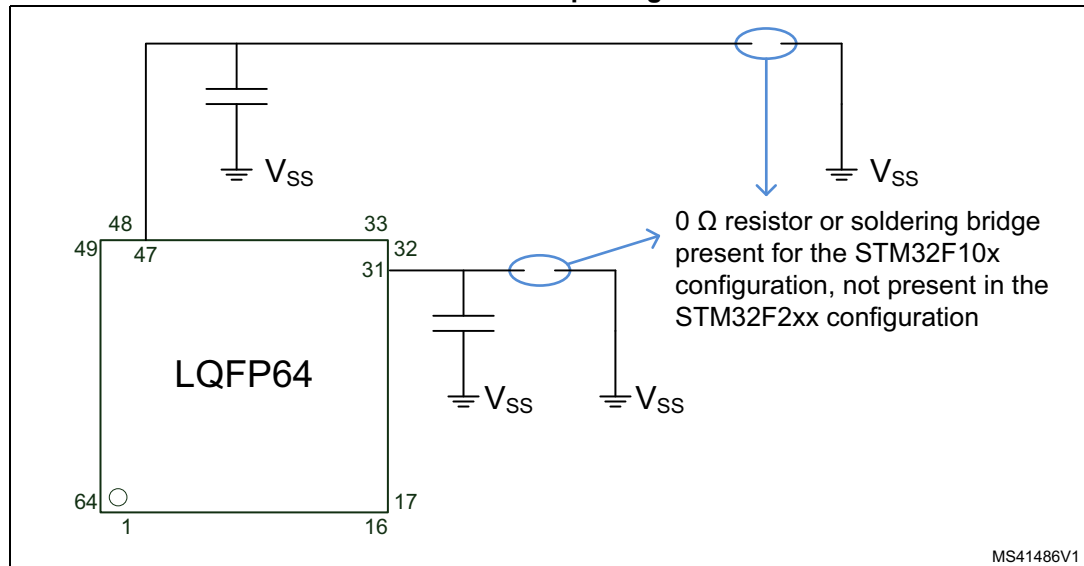 VSS
VSS
0 Ω resistor or soldering bridge
present for the STM32F10x
configuration, not present in the
STM32F2xx configuration
48
33
49
47
32
31
LQFP64
VSS
VSS
64
17
1
16
MS41486V1